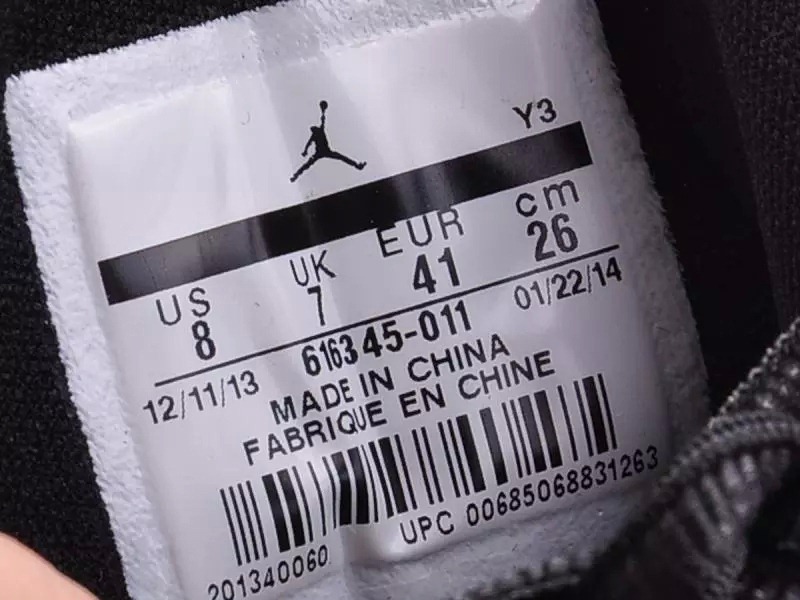 Y3
US UK EUR cm
8 7 41 26
12/11/13 616345-011 01/22/14
MADE IN CHINA
FABRIQUE EN CHINE
UPC 00685068831263
201340060